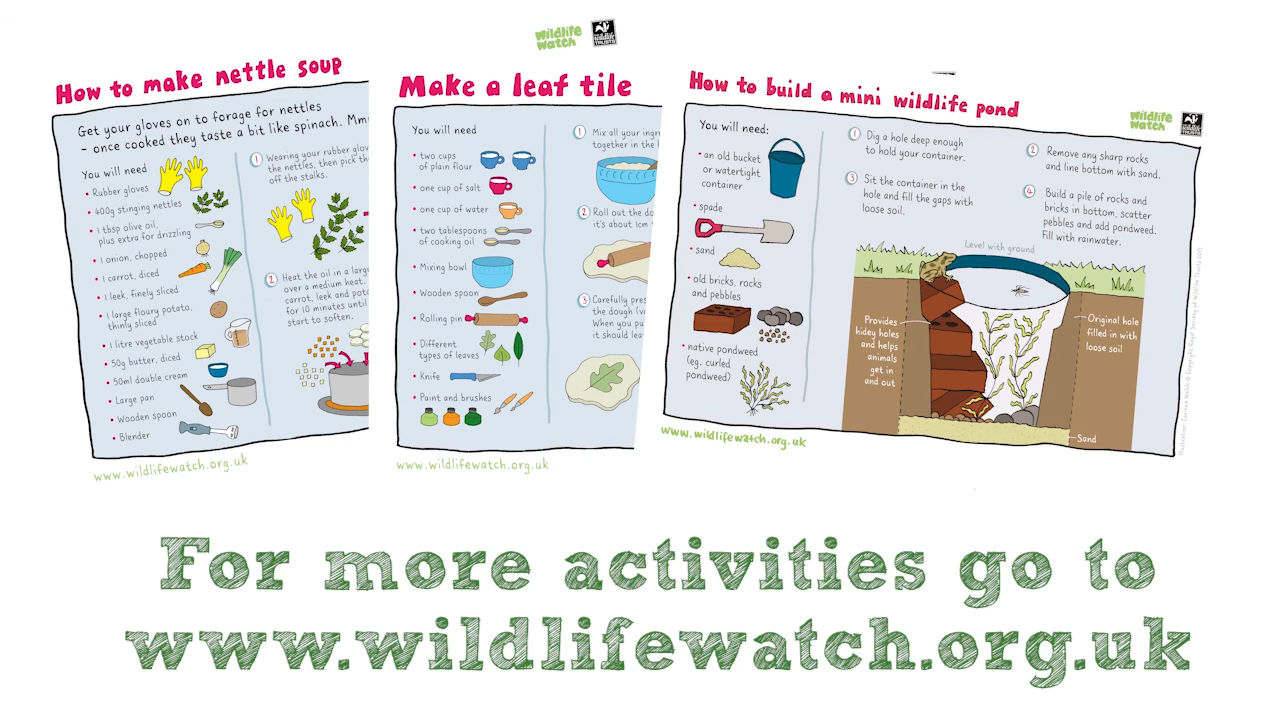 wildlife
watch
How to make nettle soup
Get your gloves on to forage for nettles
- once cooked they taste a bit like spinach.
You will need
• Rubber gloves
• 400g stinging nettles
• 1 tbsp olive oil,
plus extra for drizzling
• 1 onion, chopped
• 1 carrot, diced
• 1 leek, finely sliced
• 1 large floury potato,
thinly sliced
• 1 litre vegetable stock
• 50g butter, diced
• 50ml double cream
• Large pan
• Wooden spoon
• Blender
1 Wearing your rubber
the nettles, then pick
off the stalks.
2 Heat the oil in a
over a medium heat.
carrot, leek and
for 10 minutes until
start to soften.
www.wildlifewatch.org.uk
Make a leaf tile
You will need
• two cups
of plain flour
• one cup of salt
• one cup of water
• two tablespoons
of cooking oil
• Mixing bowl
• Wooden spoon
• Rolling pin
• Different
types of leaves
• Knife
• Paint and brushes
1 Mix all your
together in the
2 Roll out the
it's about 1cm
3 Carefully
the dough
When you
it should
www.wildlifewatch.org.uk
How to build a mini wildlife pond
wildlife
watch
You will need:
• an old bucket
or watertight
container
• spade
• sand
• old bricks, rocks
and pebbles
• native pondweed
(eg, curled
pondweed)
1 Dig a hole deep enough
to hold your container.
2 Remove any sharp rocks
and line bottom with sand.
3 Sit the container in the
hole and fill the gaps with
loose soil.
4 Build a pile of rocks and
bricks in bottom, scatter
pebbles and add pondweed.
Fill with rainwater.
Level with ground
Provides
hidey holes
and helps
animals
get in
and out
Original hole
filled in with
loose soil
Sand
www.wildlifewatch.org.uk
For more activities go to
www.wildlifewatch.org.uk